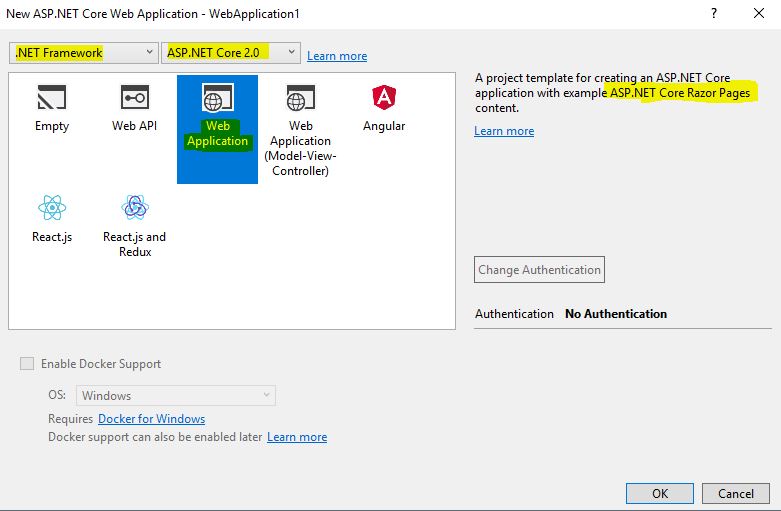 New ASP.NET Core Web Application - WebApplication1
?
.NET Framework
ASP.NET Core 2.0
Learn more
Empty
Web API
Web
Application
Web
Application
(Model-View-
Controller)
Angular
React.js
React.js and
Redux
A project template for creating an ASP.NET Core
application with example ASP.NET Core Razor Pages
content.
Learn more
Change Authentication
Authentication No Authentication
Enable Docker Support
OS: Windows
Requires Docker for Windows
Docker support can also be enabled later Learn more
OK
Cancel